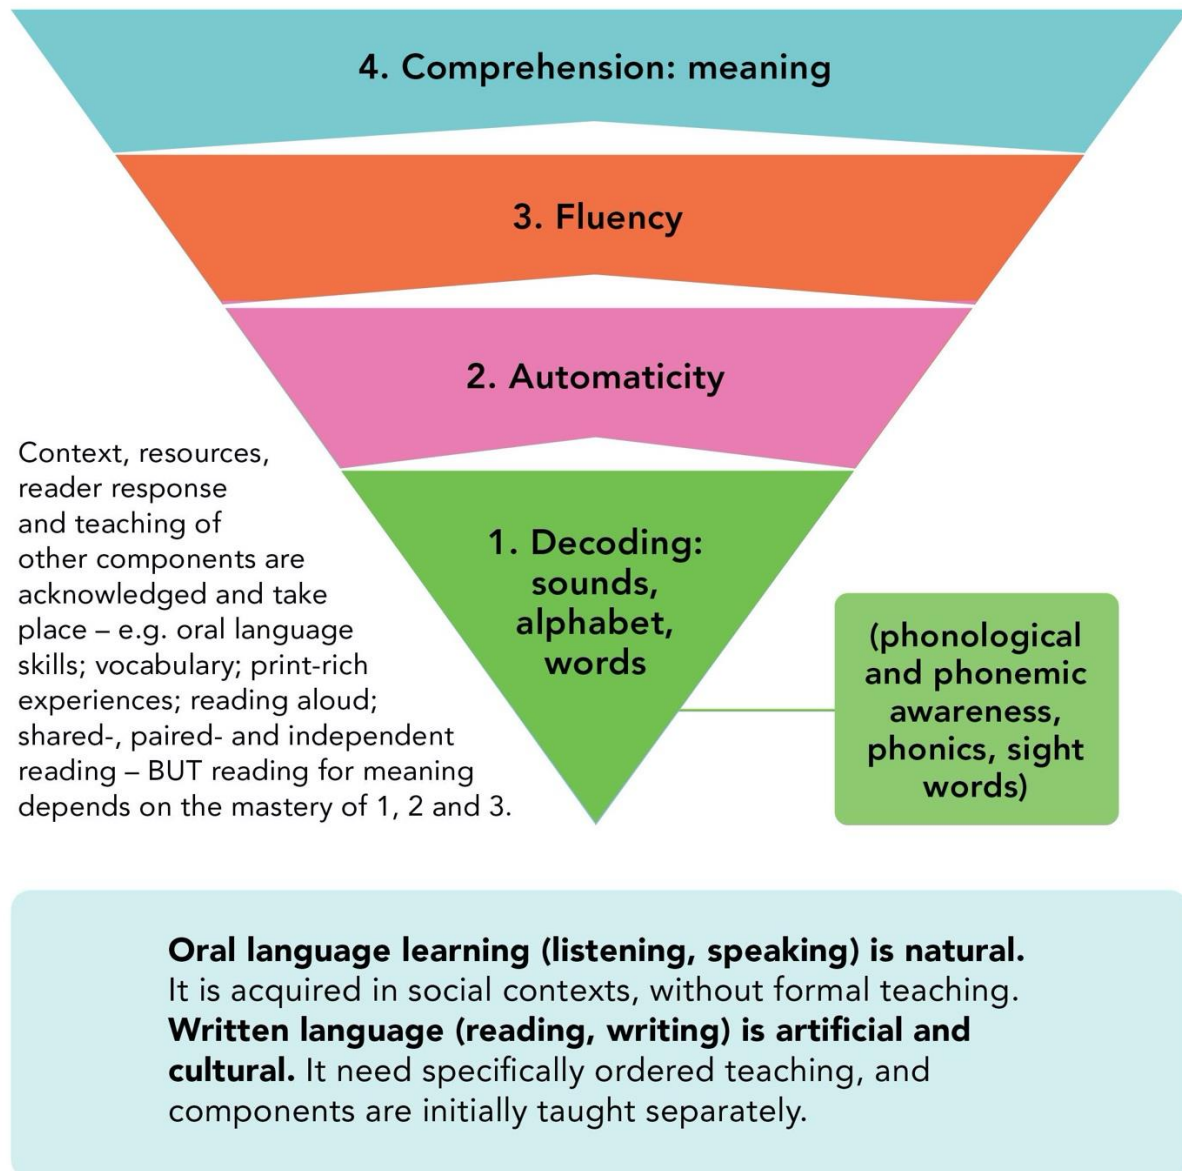 4. Comprehension: meaning
3. Fluency
2. Automaticity
Context, resources,
reader response
and teaching of
other components are
acknowledged and take
place – e.g. oral language
skills; vocabulary; print-rich
experiences; reading aloud;
shared-, paired- and independent
reading – BUT reading for meaning
depends on the mastery of 1, 2 and 3.
1. Decoding:
sounds,
alphabet,
words
(phonological
and phonemic
awareness,
phonics, sight
words)
Oral language learning (listening, speaking) is natural.
It is acquired in social contexts, without formal teaching.
Written language (reading, writing) is artificial and
cultural. It need specifically ordered teaching, and
components are initially taught separately.